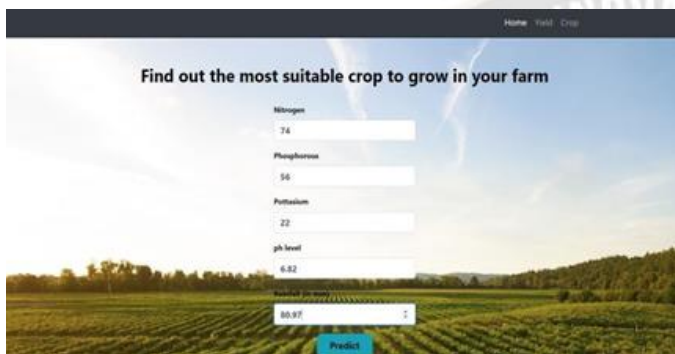 Home Yield Crop
Find out the most suitable crop to grow in your farm
Nitrogen
74
Phosphorous
56
Pottasium
22
ph level
6.82
80.97
Predict